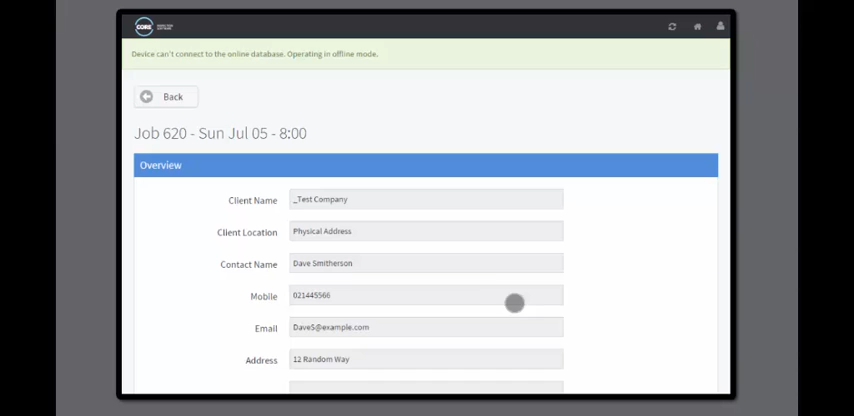 CORE
Device can't connect to the online database. Operating in offline mode.
Back
Job 620 - Sun Jul 05 - 8:00
Overview
Client Name _Test Company
Client Location Physical Address
Contact Name Dave Smitherson
Mobile 021445566
Email DaveS@example.com
Address 12 Random Way